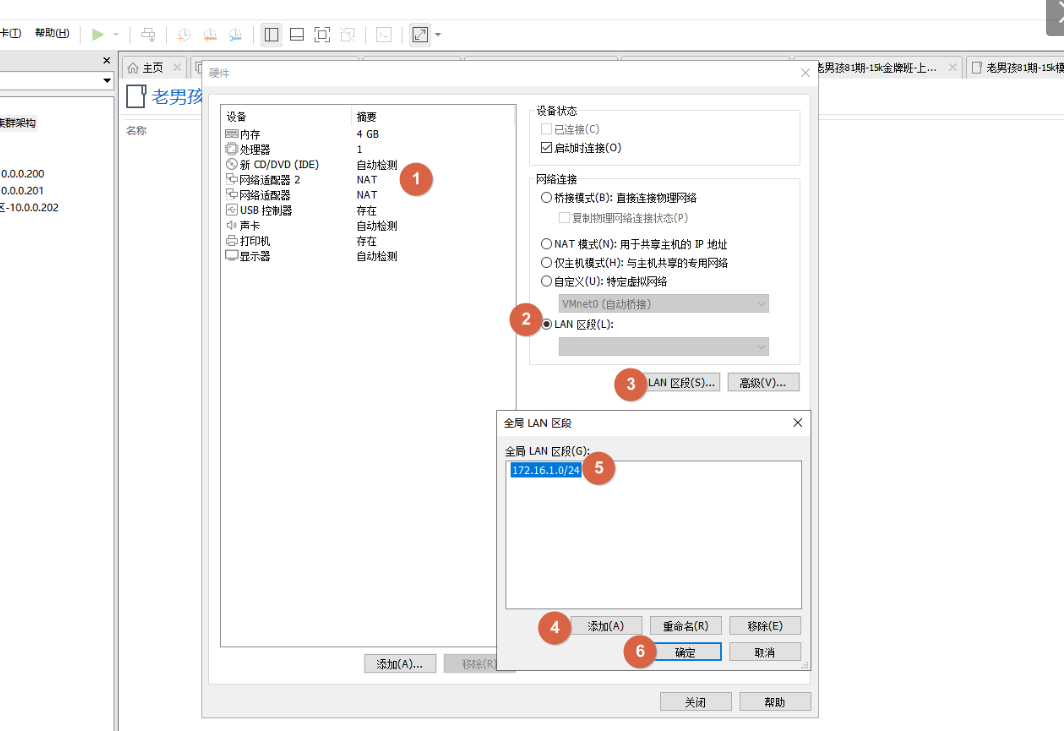 卡(T) 帮助(H)
主页
老男孩81期-15k金牌班-上...
老男孩81期-15k
老男孩
集群架构
名称
0.0.0.200
0.0.0.201
区-10.0.0.202
硬件
设备 摘要
内存 4 GB
处理器 1
新 CD/DVD (IDE) 自动检测
网络适配器 2 NAT
网络适配器 NAT
USB 控制器 存在
声卡 自动检测
打印机 存在
显示器 自动检测
1
设备状态
已连接(C)
启动时连接(O)
网络连接
桥接模式(B): 直接连接物理网络
复制物理网络连接状态(P)
NAT 模式(N): 用于共享主机的 IP 地址
仅主机模式(H): 与主机共享的专用网络
自定义(U): 特定虚拟网络
VMnet0 (自动桥接)
2 LAN 区段(L):
3 LAN 区段(S)... 高级(V)...
全局 LAN 区段
全局 LAN 区段(G):
172.16.1.0/24 5
4 添加(A) 重命名(R) 移除(E)
6 确定 取消
添加(A)... 移除(R)
关闭 帮助